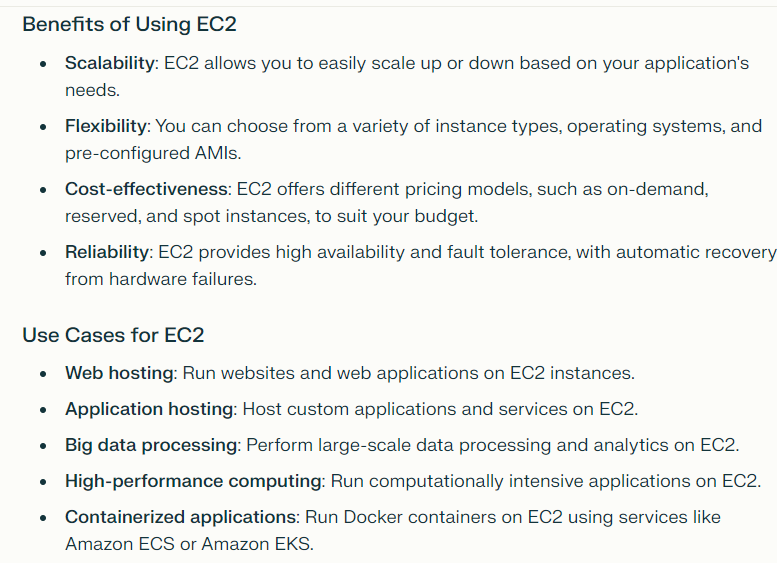 Benefits of Using EC2
• Scalability: EC2 allows you to easily scale up or down based on your application's
needs.
• Flexibility: You can choose from a variety of instance types, operating systems, and
pre-configured AMIs.
• Cost-effectiveness: EC2 offers different pricing models, such as on-demand,
reserved, and spot instances, to suit your budget.
• Reliability: EC2 provides high availability and fault tolerance, with automatic recovery
from hardware failures.
Use Cases for EC2
• Web hosting: Run websites and web applications on EC2 instances.
• Application hosting: Host custom applications and services on EC2.
• Big data processing: Perform large-scale data processing and analytics on EC2.
• High-performance computing: Run computationally intensive applications on EC2.
• Containerized applications: Run Docker containers on EC2 using services like
Amazon ECS or Amazon EKS.